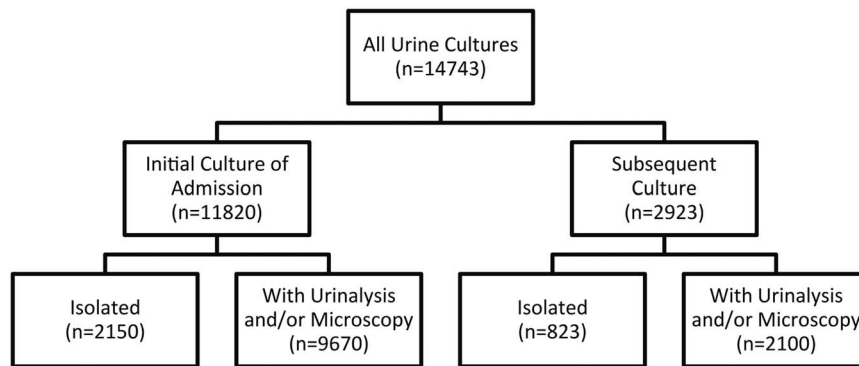 All Urine Cultures
(n=14743)
Initial Culture of
Admission
(n=11820)
Subsequent
Culture
(n=2923)
Isolated
(n=2150)
With Urinalysis
and/or Microscopy
(n=9670)
Isolated
(n=823)
With Urinalysis
and/or Microscopy
(n=2100)